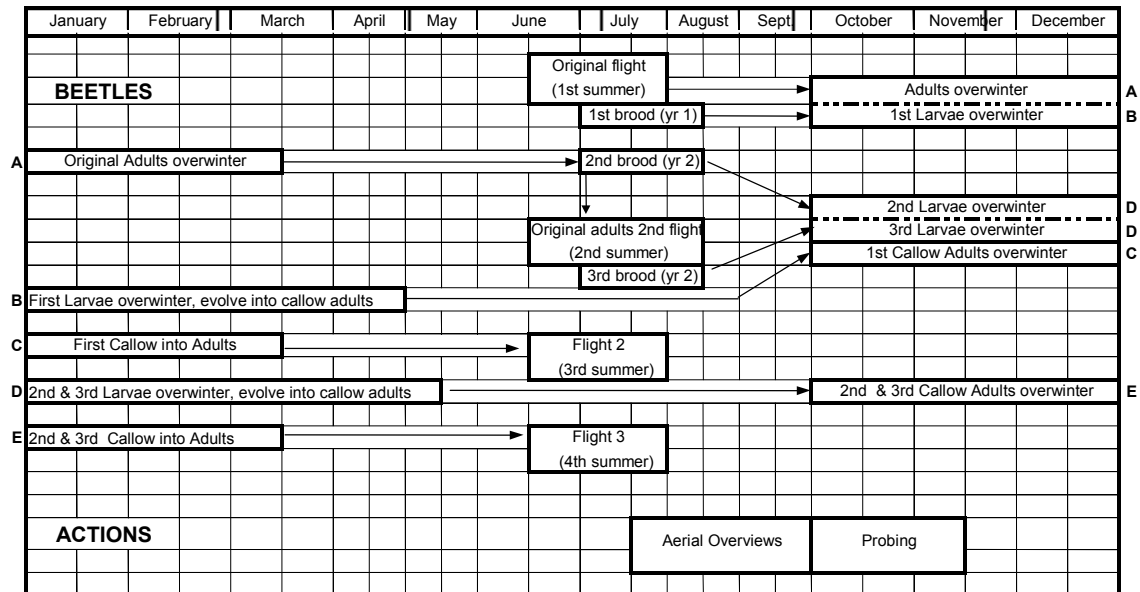 January February March April May June July August Sept October November December
Original flight
BEETLES (1st summer) Adults overwinter A
1st brood (yr 1) 1st Larvae overwinter B
A Original Adults overwinter 2nd brood (yr 2)
2nd Larvae overwinter D
Original adults 2nd flight 3rd Larvae overwinter D
(2nd summer) 1st Callow Adults overwinter C
3rd brood (yr 2)
B First Larvae overwinter, evolve into callow adults
C First Callow into Adults Flight 2
(3rd summer)
D 2nd & 3rd Larvae overwinter, evolve into callow adults 2nd & 3rd Callow Adults overwinter E
E 2nd & 3rd Callow into Adults Flight 3
(4th summer)
ACTIONS Aerial Overviews Probing